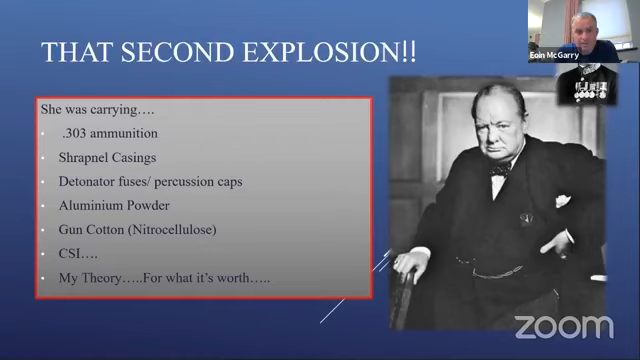 THAT SECOND EXPLOSION!!
Eoin McGarry
She was carrying….
• .303 ammunition
• Shrapnel Casings
• Detonator fuses/ percussion caps
• Aluminium Powder
• Gun Cotton (Nitrocellulose)
• CSI….
• My Theory…..For what it's worth…..
zoom